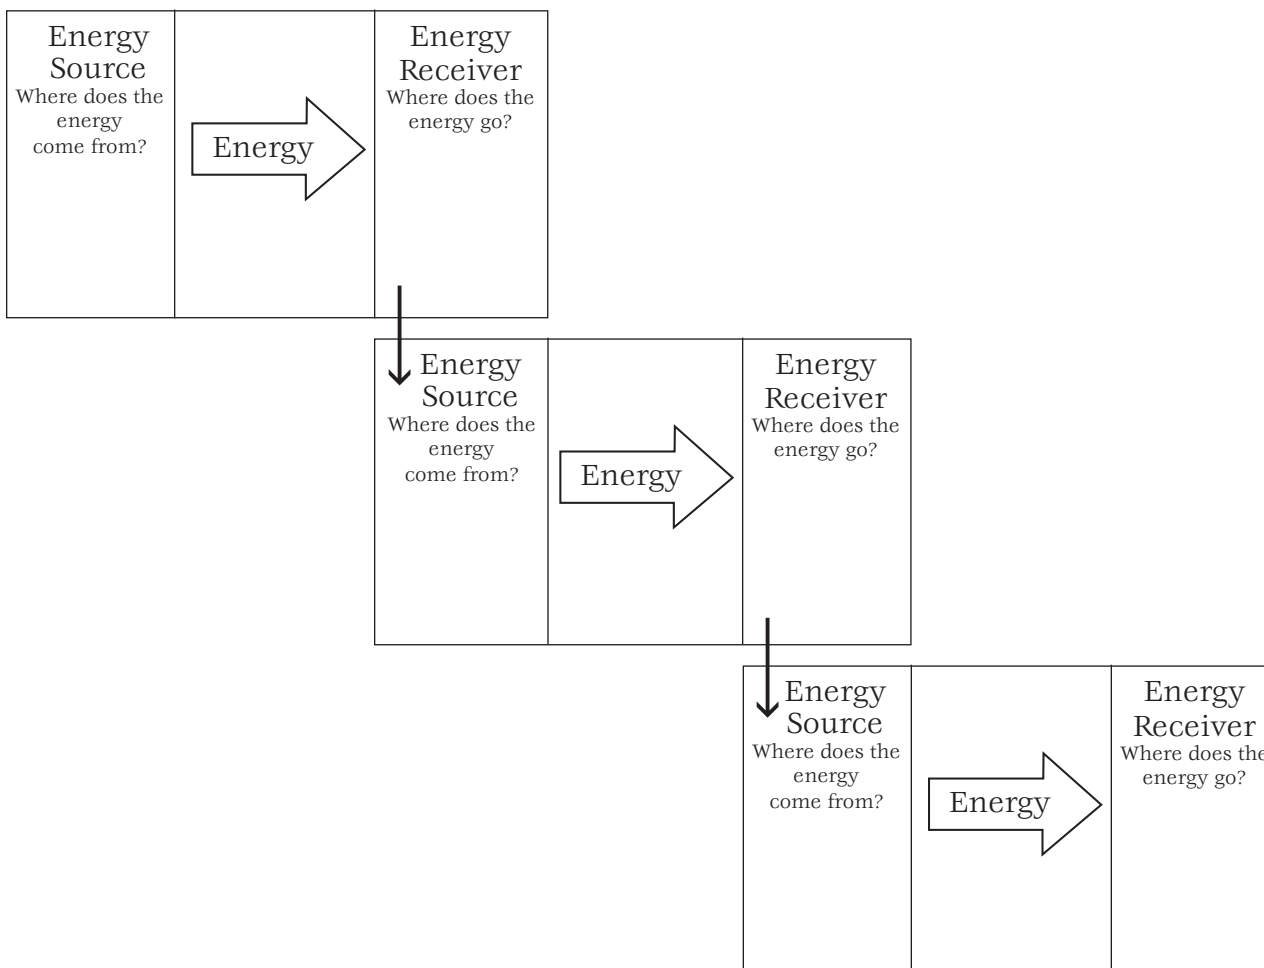 Energy
Source
Where does the
energy
come from?
Energy
Energy
Receiver
Where does the
energy go?
Energy
Source
Where does the
energy
come from?
Energy
Energy
Receiver
Where does the
energy go?
Energy
Source
Where does the
energy
come from?
Energy
Energy
Receiver
Where does the
energy go?